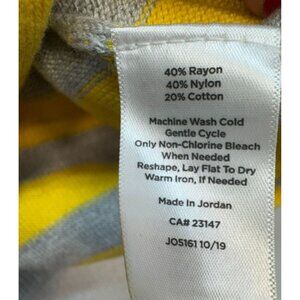 40% Rayon
40% Nylon
20% Cotton
Machine Wash Cold
Gentle Cycle
Only Non-Chlorine Bleach
When Needed
Reshape, Lay Flat To Dry
Warm Iron, If Needed
Made In Jordan
CA# 23147
JO5161 10/19